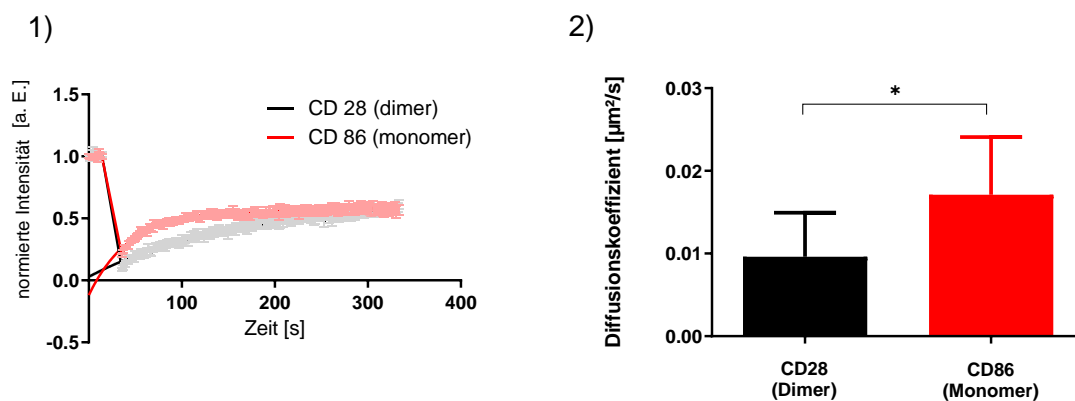 1)
normierte Intensität [a. E.]
1.5
1.0
0.5
0.0
-0.5
100
200
300
400
Zeit [s]
CD 28 (dimer)
CD 86 (monomer)
2)
Diffusionskoeffizient [µm²/s]
0.03
0.02
0.01
0.00
*
CD28
(Dimer)
CD86
(Monomer)